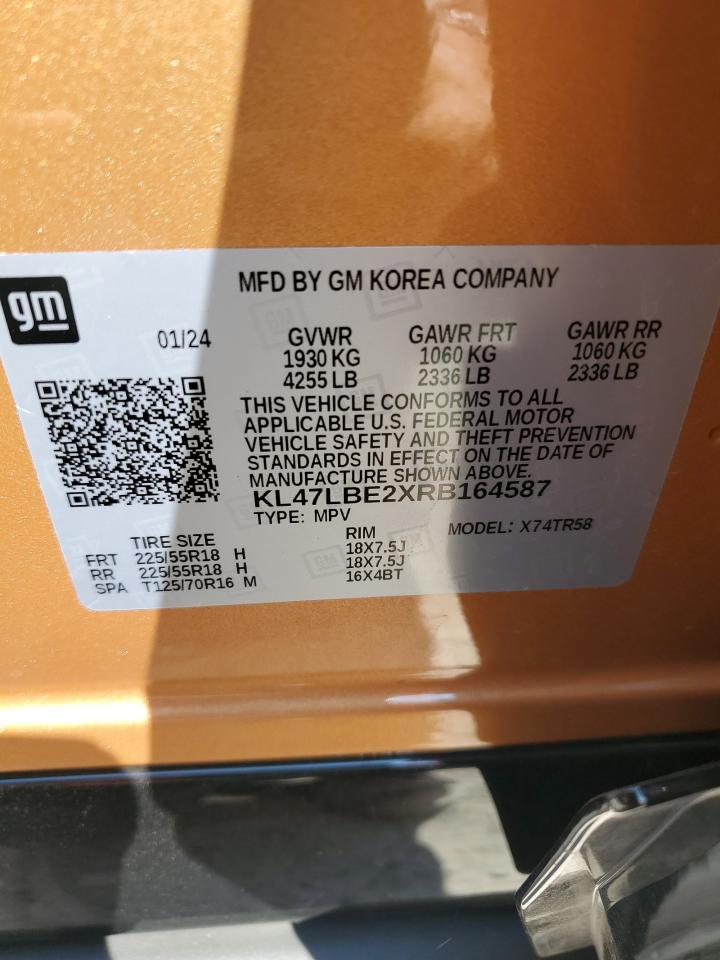 gm
MFD BY GM KOREA COMPANY
01/24 GVWR GAWR FRT GAWR RR
1930 KG 1060 KG 1060 KG
4255 LB 2336 LB 2336 LB
THIS VEHICLE CONFORMS TO ALL
APPLICABLE U.S. FEDERAL MOTOR
VEHICLE SAFETY AND THEFT PREVENTION
STANDARDS IN EFFECT ON THE DATE OF
MANUFACTURE SHOWN ABOVE.
KL47LBE2XRB164587
TYPE: MPV MODEL: X74TR58
TIRE SIZE RIM
FRT 225/55R18 H 18X7.5J
RR 225/55R18 H 18X7.5J
SPA T125/70R16 M 16X4BT